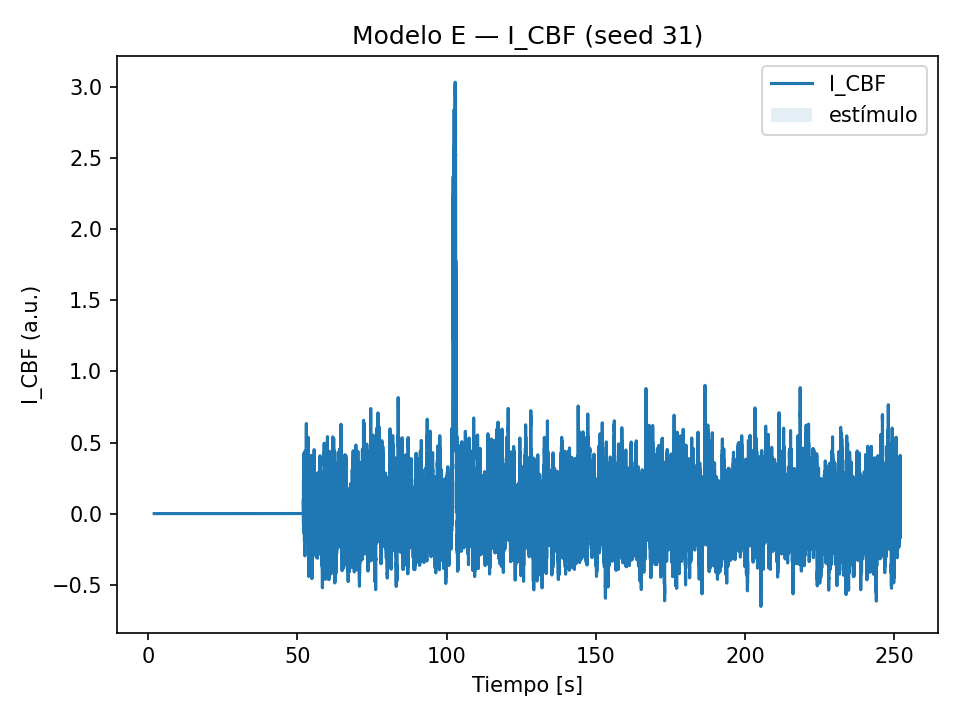 Modelo E — I_CBF (seed 31)
I_CBF
estímulo
3.0
2.5
2.0
1.5
1.0
0.5
0.0
−0.5
I_CBF (a.u.)
0 50 100 150 200 250
Tiempo [s]